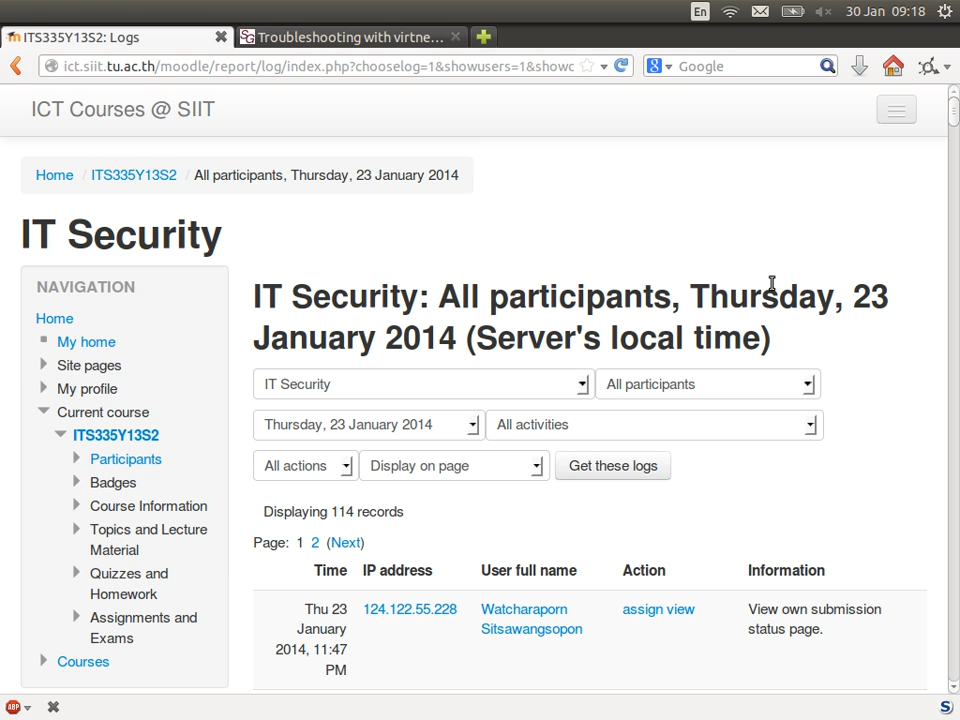 En 30 Jan 09:18
ITS335Y13S2: Logs Troubleshooting with virtne...
ict.siit.tu.ac.th/moodle/report/log/index.php?chooselog=1&showusers=1&showc Google
ICT Courses @ SIIT
Home / ITS335Y13S2 / All participants, Thursday, 23 January 2014
IT Security
NAVIGATION
Home
My home
Site pages
My profile
Current course
ITS335Y13S2
Participants
Badges
Course Information
Topics and Lecture
Material
Quizzes and
Homework
Assignments and
Exams
Courses
IT Security: All participants, Thursday, 23
January 2014 (Server's local time)
IT Security All participants
Thursday, 23 January 2014 All activities
All actions Display on page Get these logs
Displaying 114 records
Page: 1 2 (Next)
Time IP address User full name Action Information
Thu 23 124.122.55.228 Watcharaporn assign view View own submission
January Sitsawangsopon status page.
2014, 11:47
PM
ABP S